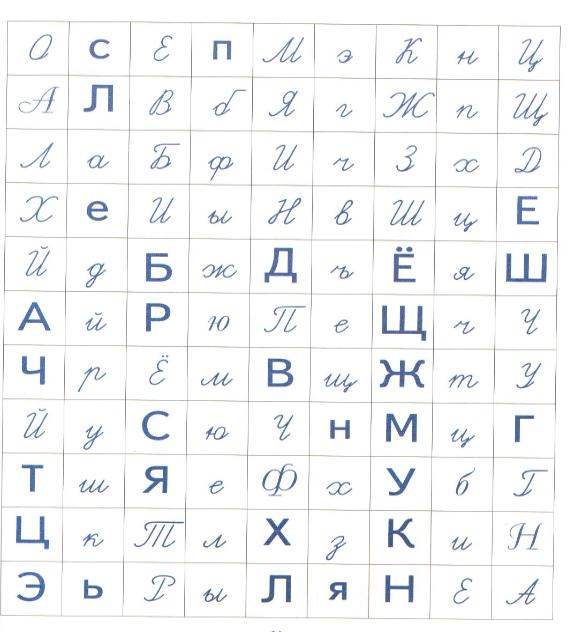 О с Е п М э К н Ц
А Л В б Я г Ж п Щ
Л а Б ф И ч З х Д
Х е И ы Н в Ш ц Е
Й д Б ж Д ъ Ё я Ш
А й Р ю П е Щ ч Ч
Ч р Ё м В щ Ж т У
Й у С ю Ч н М ц Г
Т ш Я е Ф х У б Г
Ц к Т л Х з К и Н
Э ь Р ы Л я Н Е А